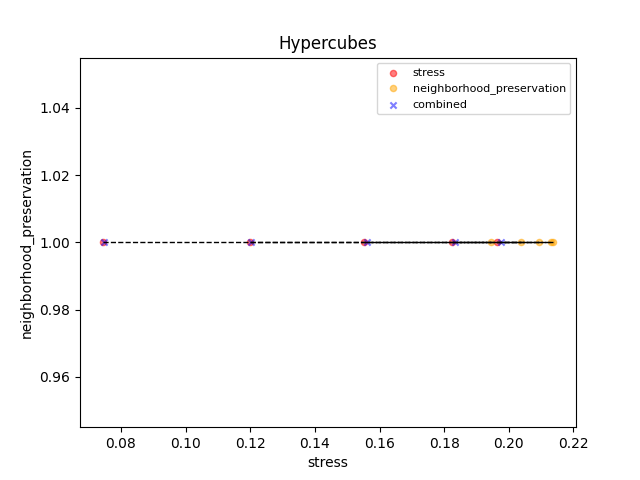 Hypercubes
stress
neighborhood_preservation
combined
neighborhood_preservation
1.04
1.02
1.00
0.98
0.96
0.08
0.10
0.12
0.14
0.16
0.18
0.20
0.22
stress